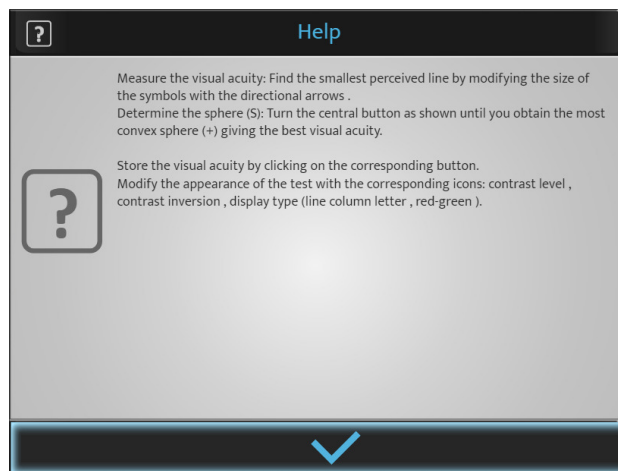 Help
Measure the visual acuity: Find the smallest perceived line by modifying the size of
the symbols with the directional arrows .
Determine the sphere (S): Turn the central button as shown until you obtain the most
convex sphere (+) giving the best visual acuity.
Store the visual acuity by clicking on the corresponding button.
Modify the appearance of the test with the corresponding icons: contrast level ,
contrast inversion , display type (line column letter , red-green ).